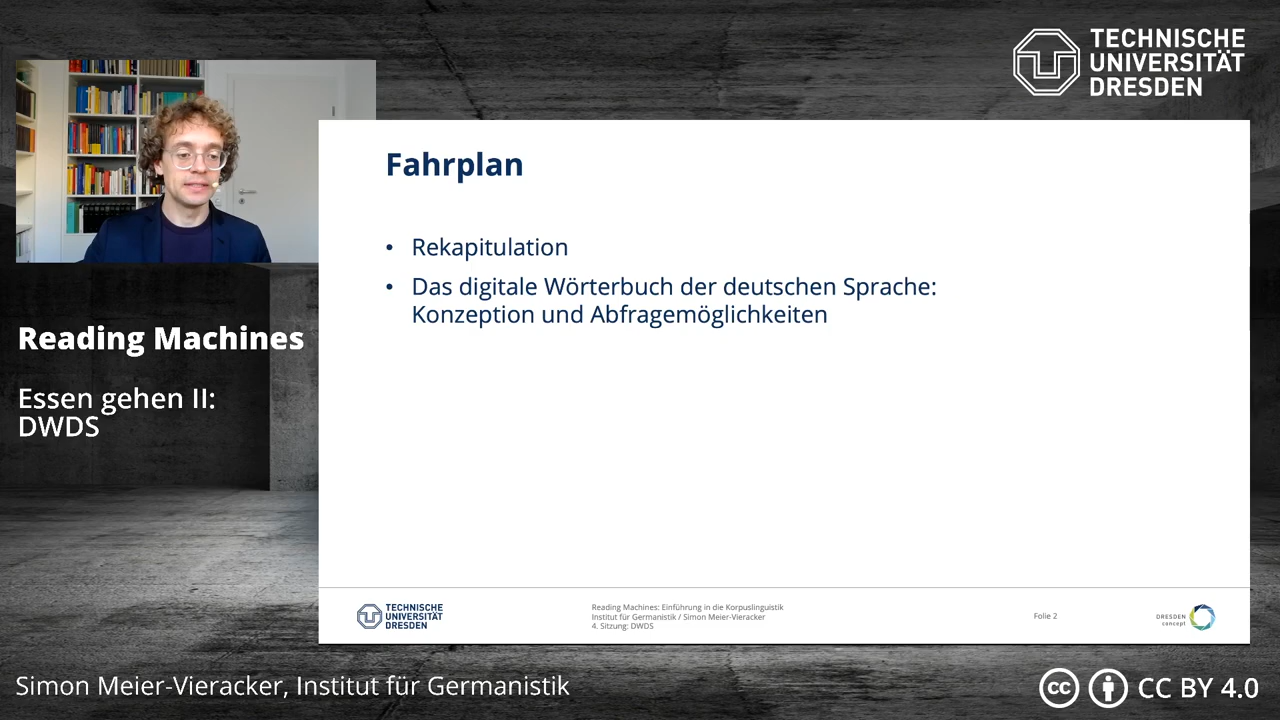 TECHNISCHE
UNIVERSITÄT
DRESDEN
Fahrplan
• Rekapitulation
• Das digitale Wörterbuch der deutschen Sprache:
Konzeption und Abfragemöglichkeiten
Reading Machines
Essen gehen II:
DWDS
TECHNISCHE
UNIVERSITÄT
DRESDEN
Reading Machines: Einführung in die Korpuslinguistik
Institut für Germanistik / Simon Meier-Vieracker
4. Sitzung: DWDS
Folie 2
DRESDEN
concept
Simon Meier-Vieracker, Institut für Germanistik
cc CC BY 4.0